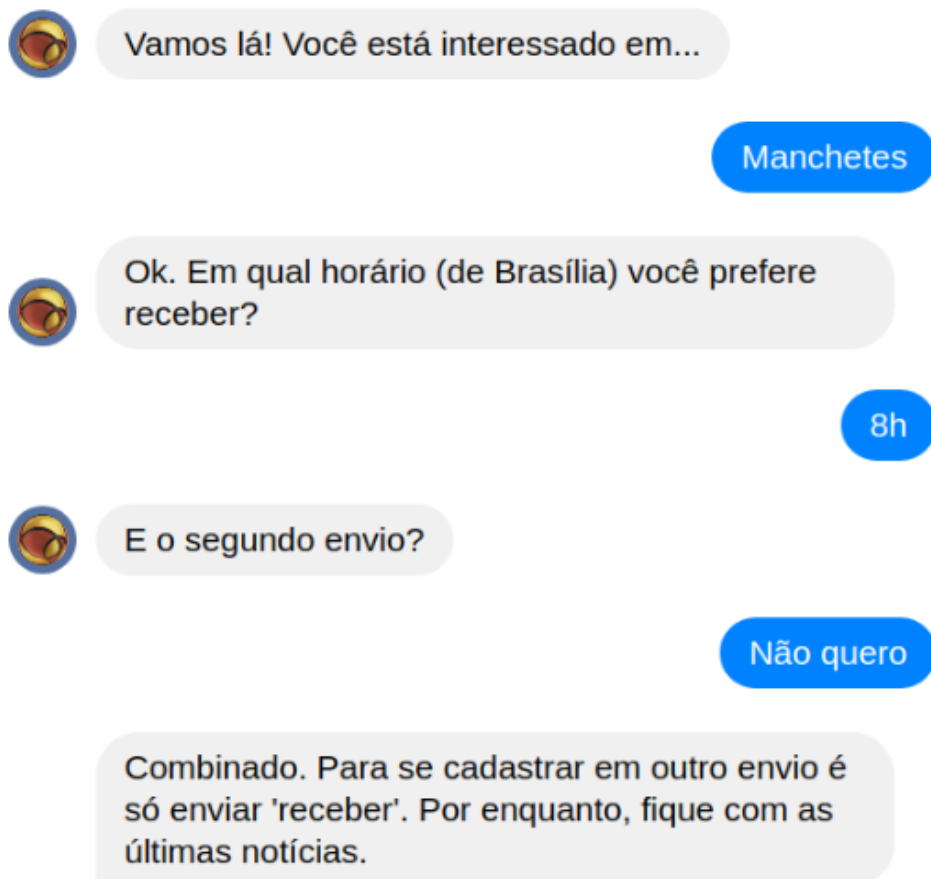 Vamos lá! Você está interessado em...
Manchetes
Ok. Em qual horário (de Brasília) você prefere
receber?
8h
E o segundo envio?
Não quero
Combinado. Para se cadastrar em outro envio é
só enviar 'receber'. Por enquanto, fique com as
últimas notícias.